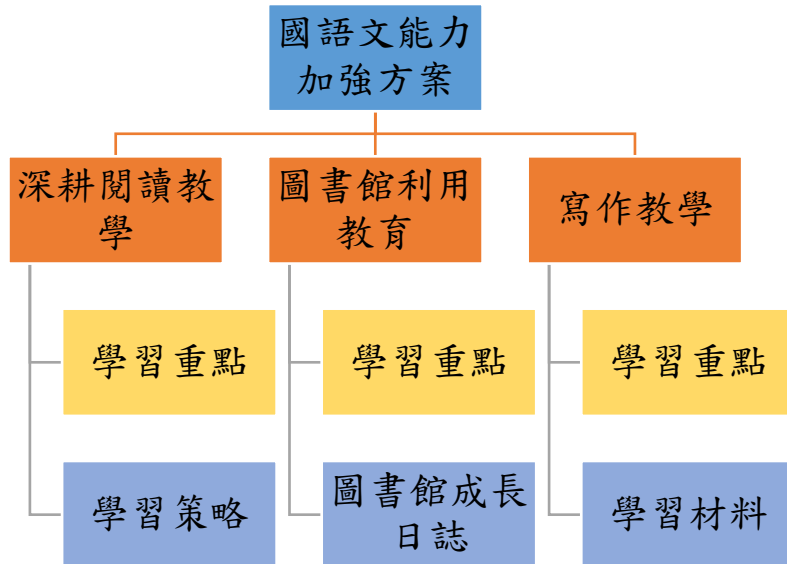 國語文能力
加強方案
深耕閱讀教
學
圖書館利用
教育
寫作教學
學習重點
學習重點
學習重點
學習策略
圖書館成長
日誌
學習材料